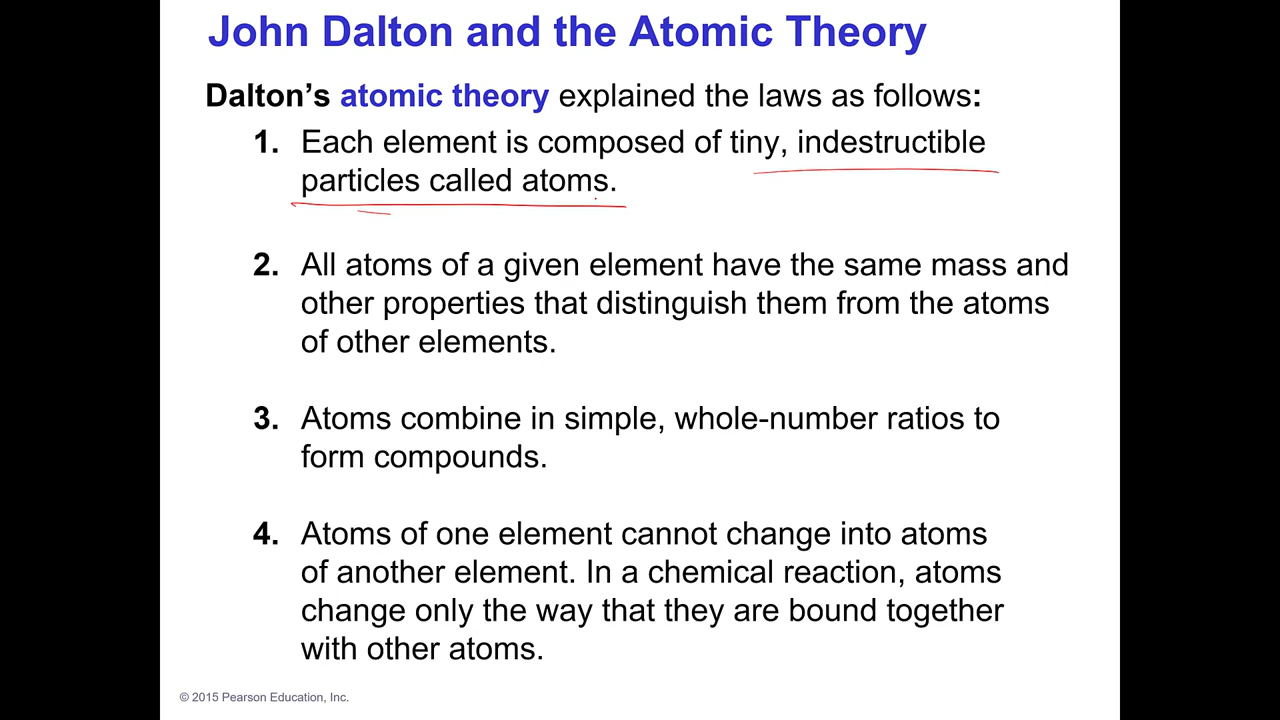 John Dalton and the Atomic Theory
Dalton’s atomic theory explained the laws as follows:
1. Each element is composed of tiny, indestructible
particles called atoms.
2. All atoms of a given element have the same mass and
other properties that distinguish them from the atoms
of other elements.
3. Atoms combine in simple, whole-number ratios to
form compounds.
4. Atoms of one element cannot change into atoms
of another element. In a chemical reaction, atoms
change only the way that they are bound together
with other atoms.
© 2015 Pearson Education, Inc.